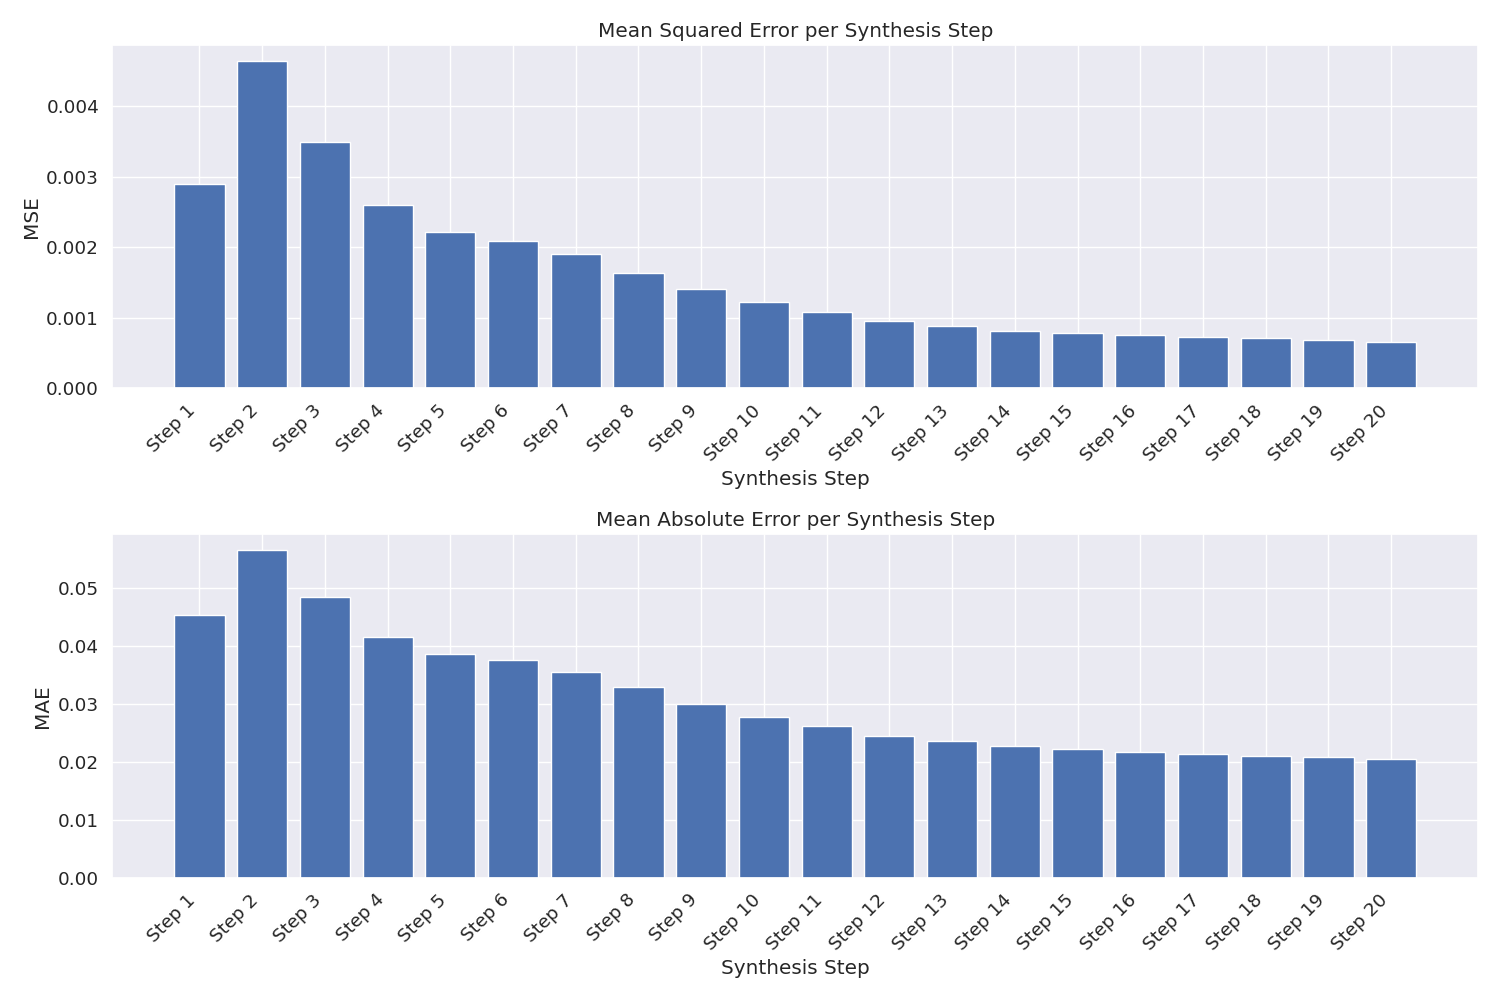 Mean Squared Error per Synthesis Step
MSE
0.004
0.003
0.002
0.001
0.000
Step 1
Step 2
Step 3
Step 4
Step 5
Step 6
Step 7
Step 8
Step 9
Step 10
Step 11
Step 12
Step 13
Step 14
Step 15
Step 16
Step 17
Step 18
Step 19
Step 20
Synthesis Step
Mean Absolute Error per Synthesis Step
MAE
0.05
0.04
0.03
0.02
0.01
0.00
Step 1
Step 2
Step 3
Step 4
Step 5
Step 6
Step 7
Step 8
Step 9
Step 10
Step 11
Step 12
Step 13
Step 14
Step 15
Step 16
Step 17
Step 18
Step 19
Step 20
Synthesis Step